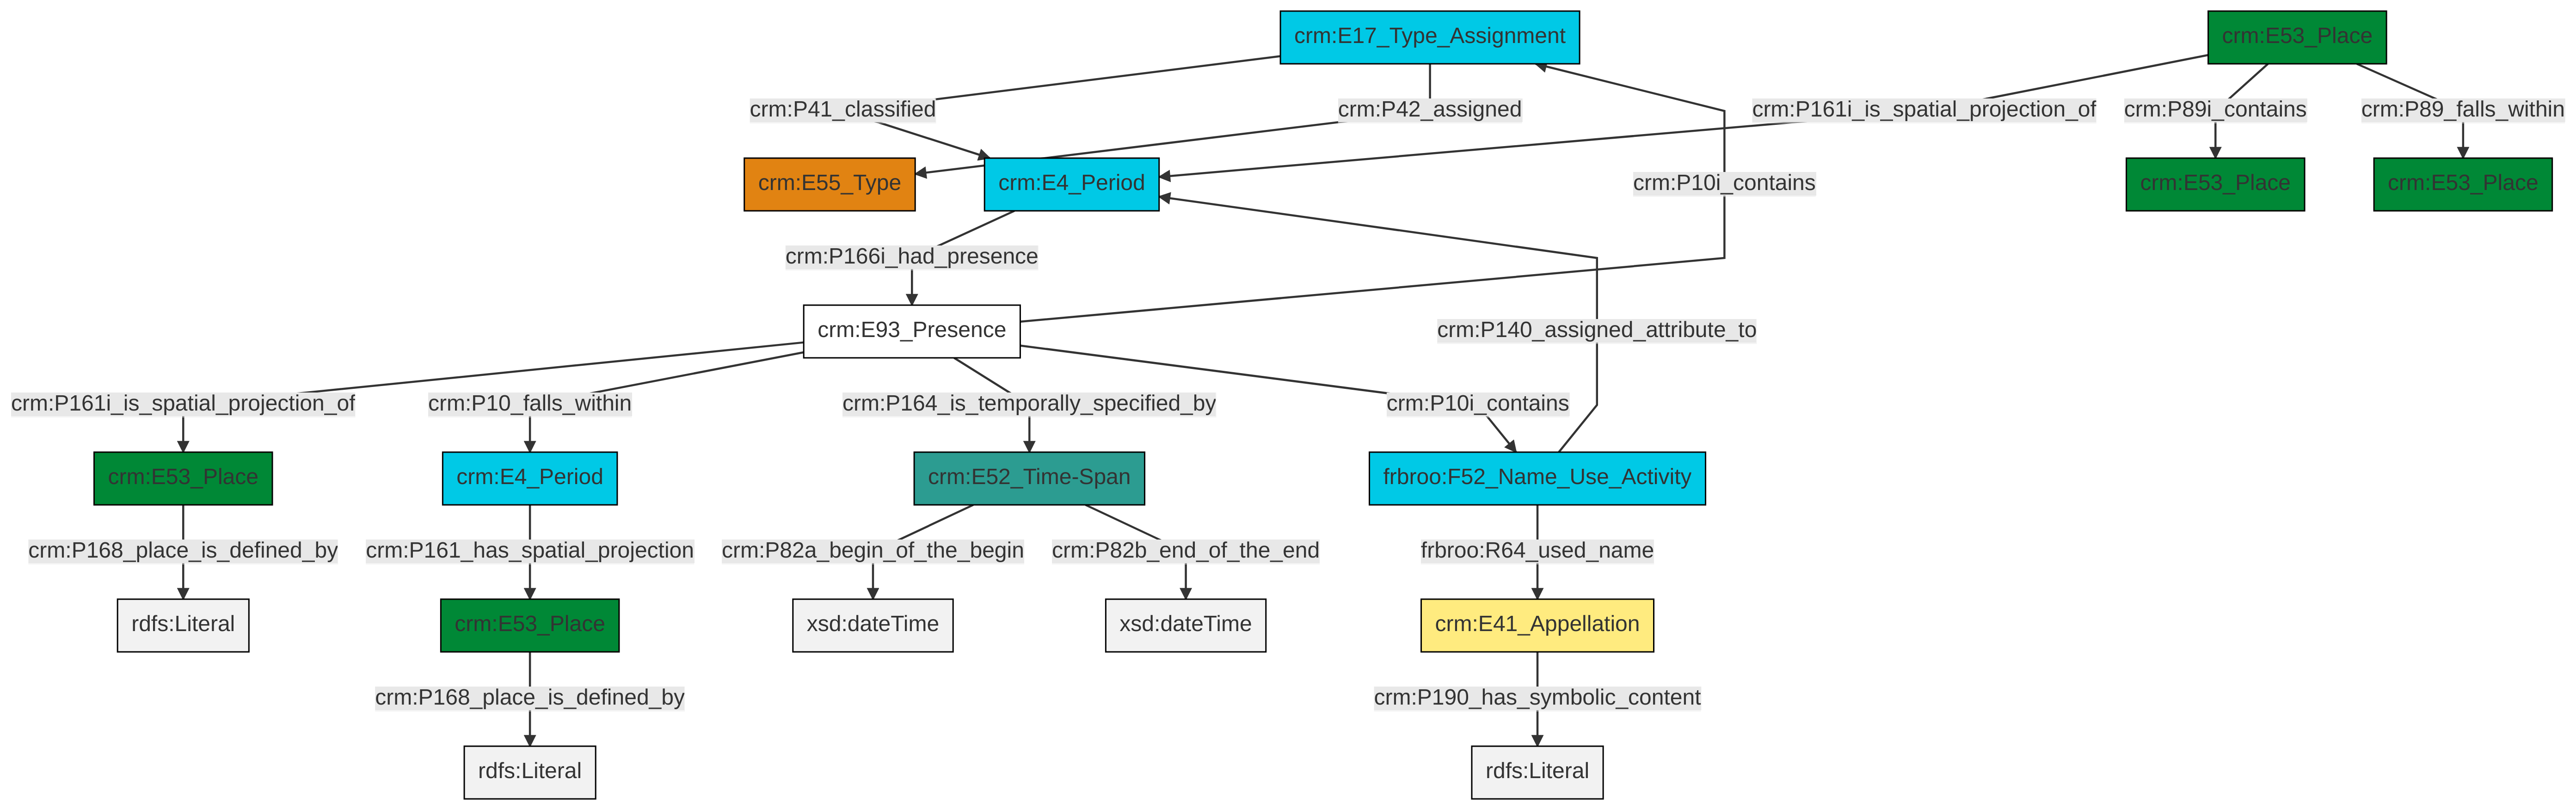 crm:E17_Type_Assignment
crm:E53_Place
crm:P41_classified
crm:P42_assigned
crm:P161i_is_spatial_projection_of
crm:P89i_contains
crm:P89_falls_within
crm:E55_Type
crm:E4_Period
crm:P10i_contains
crm:E53_Place
crm:E53_Place
crm:P166i_had_presence
crm:E93_Presence
crm:P140_assigned_attribute_to
crm:P161i_is_spatial_projection_of
crm:P10_falls_within
crm:P164_is_temporally_specified_by
crm:P10i_contains
crm:E53_Place
crm:E4_Period
crm:E52_Time-Span
frbroo:F52_Name_Use_Activity
crm:P168_place_is_defined_by
crm:P161_has_spatial_projection
crm:P82a_begin_of_the_begin
crm:P82b_end_of_the_end
frbroo:R64_used_name
rdfs:Literal
crm:E53_Place
xsd:dateTime
xsd:dateTime
crm:E41_Appellation
crm:P168_place_is_defined_by
crm:P190_has_symbolic_content
rdfs:Literal
rdfs:Literal